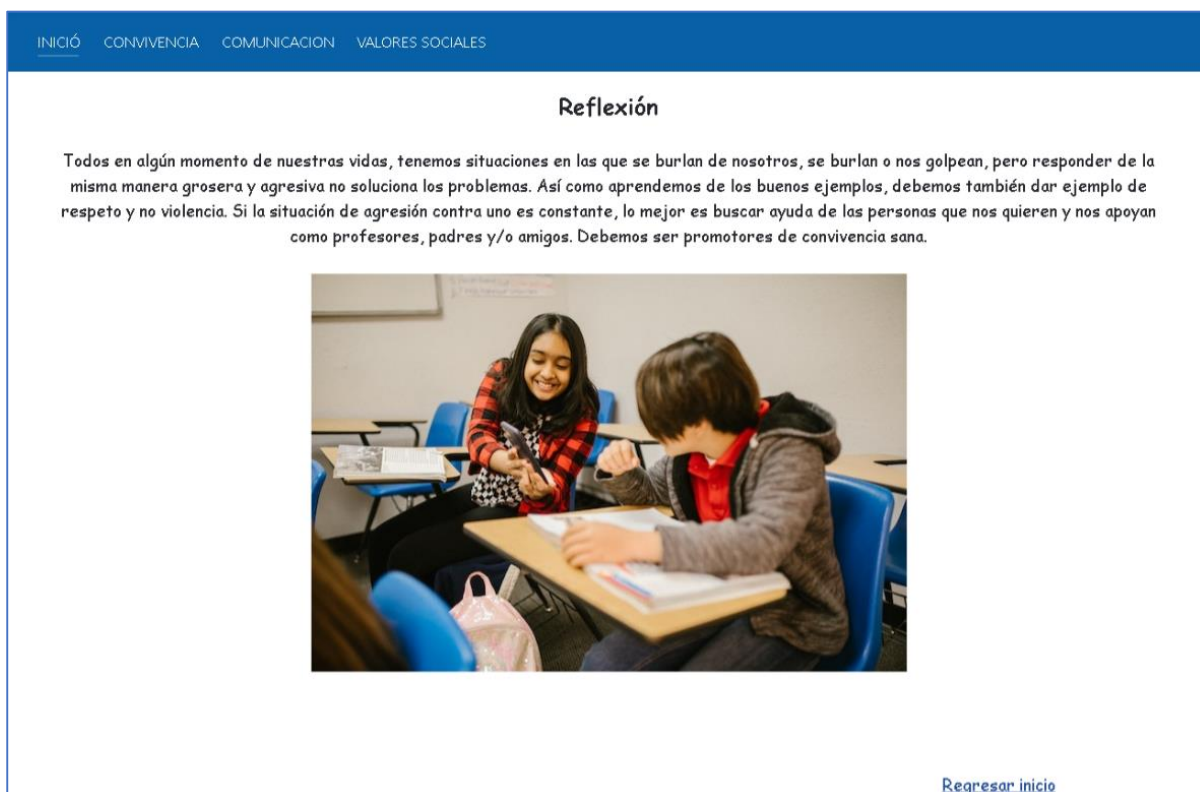 INICIÓ CONVIVENCIA COMUNICACION VALORES SOCIALES
Reflexión
Todos en algún momento de nuestras vidas, tenemos situaciones en las que se burlan de nosotros, se burlan o nos golpean, pero responder de la
misma manera grosera y agresiva no soluciona los problemas. Así como aprendemos de los buenos ejemplos, debemos también dar ejemplo de
respeto y no violencia. Si la situación de agresión contra uno es constante, lo mejor es buscar ayuda de las personas que nos quieren y nos apoyan
como profesores, padres y/o amigos. Debemos ser promotores de convivencia sana.
Regresar inicio